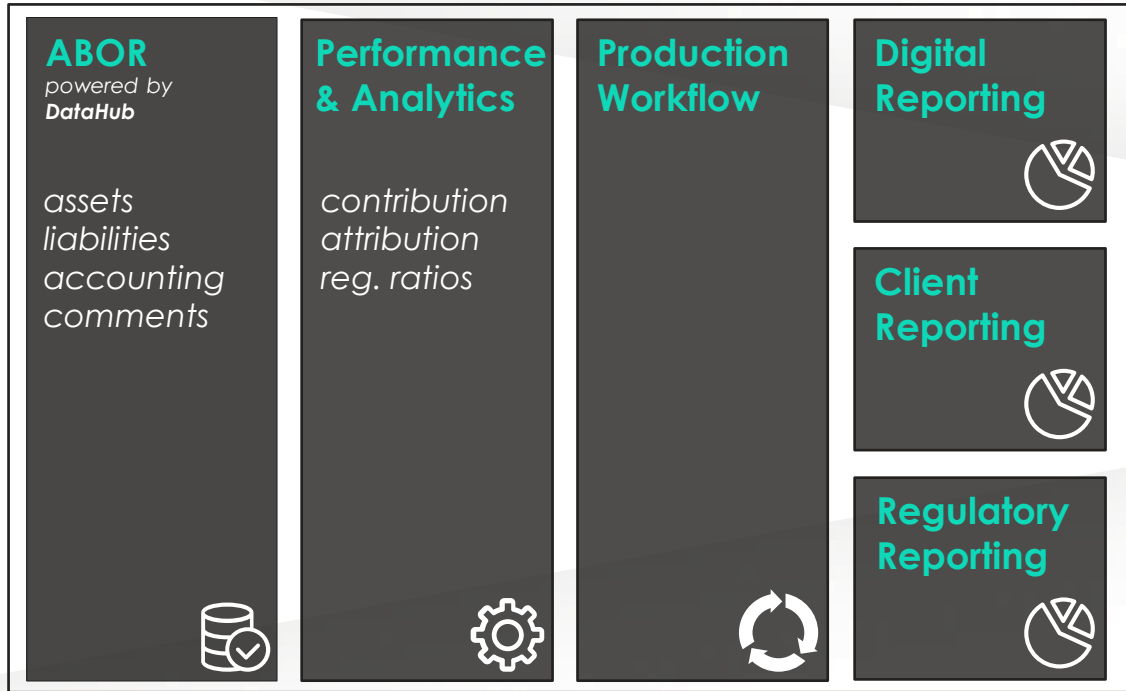 ABOR
powered by
DataHub
assets
liabilities
accounting
comments
Performance
& Analytics
contribution
attribution
reg. ratios
Production
Workflow
Digital
Reporting
Client
Reporting
Regulatory
Reporting